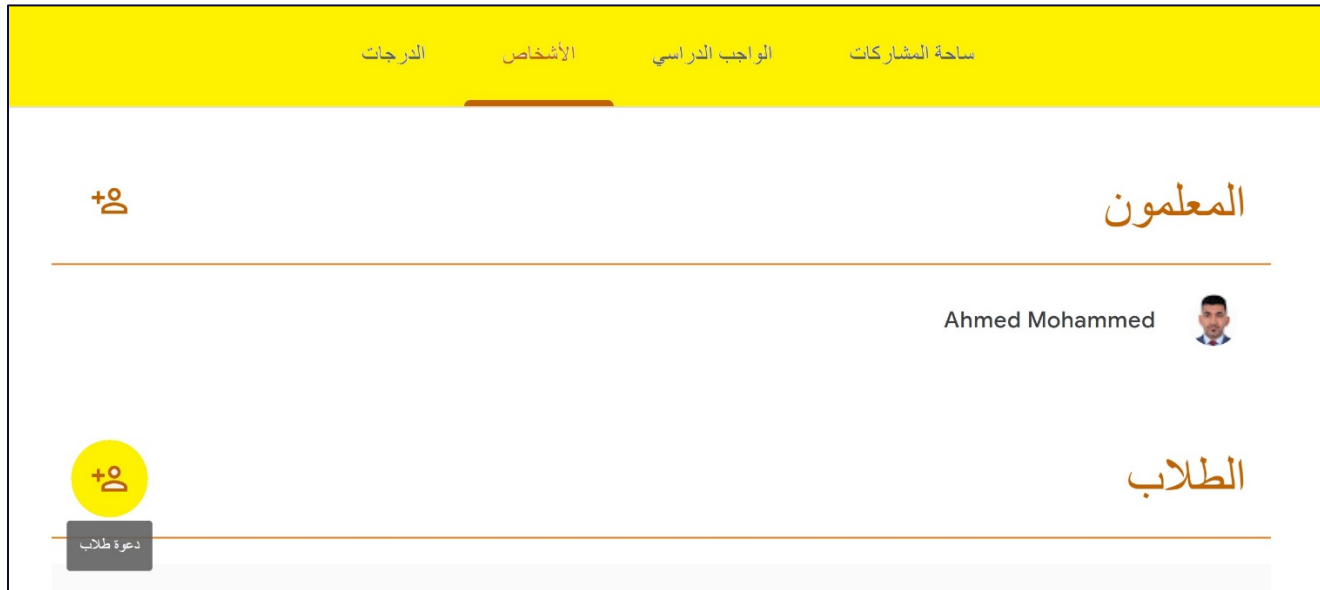 ساحة المشاركات الواجب الدراسي الأشخاص الدرجات
المعلمون
Ahmed Mohammed
الطلاب
دعوة طلاب